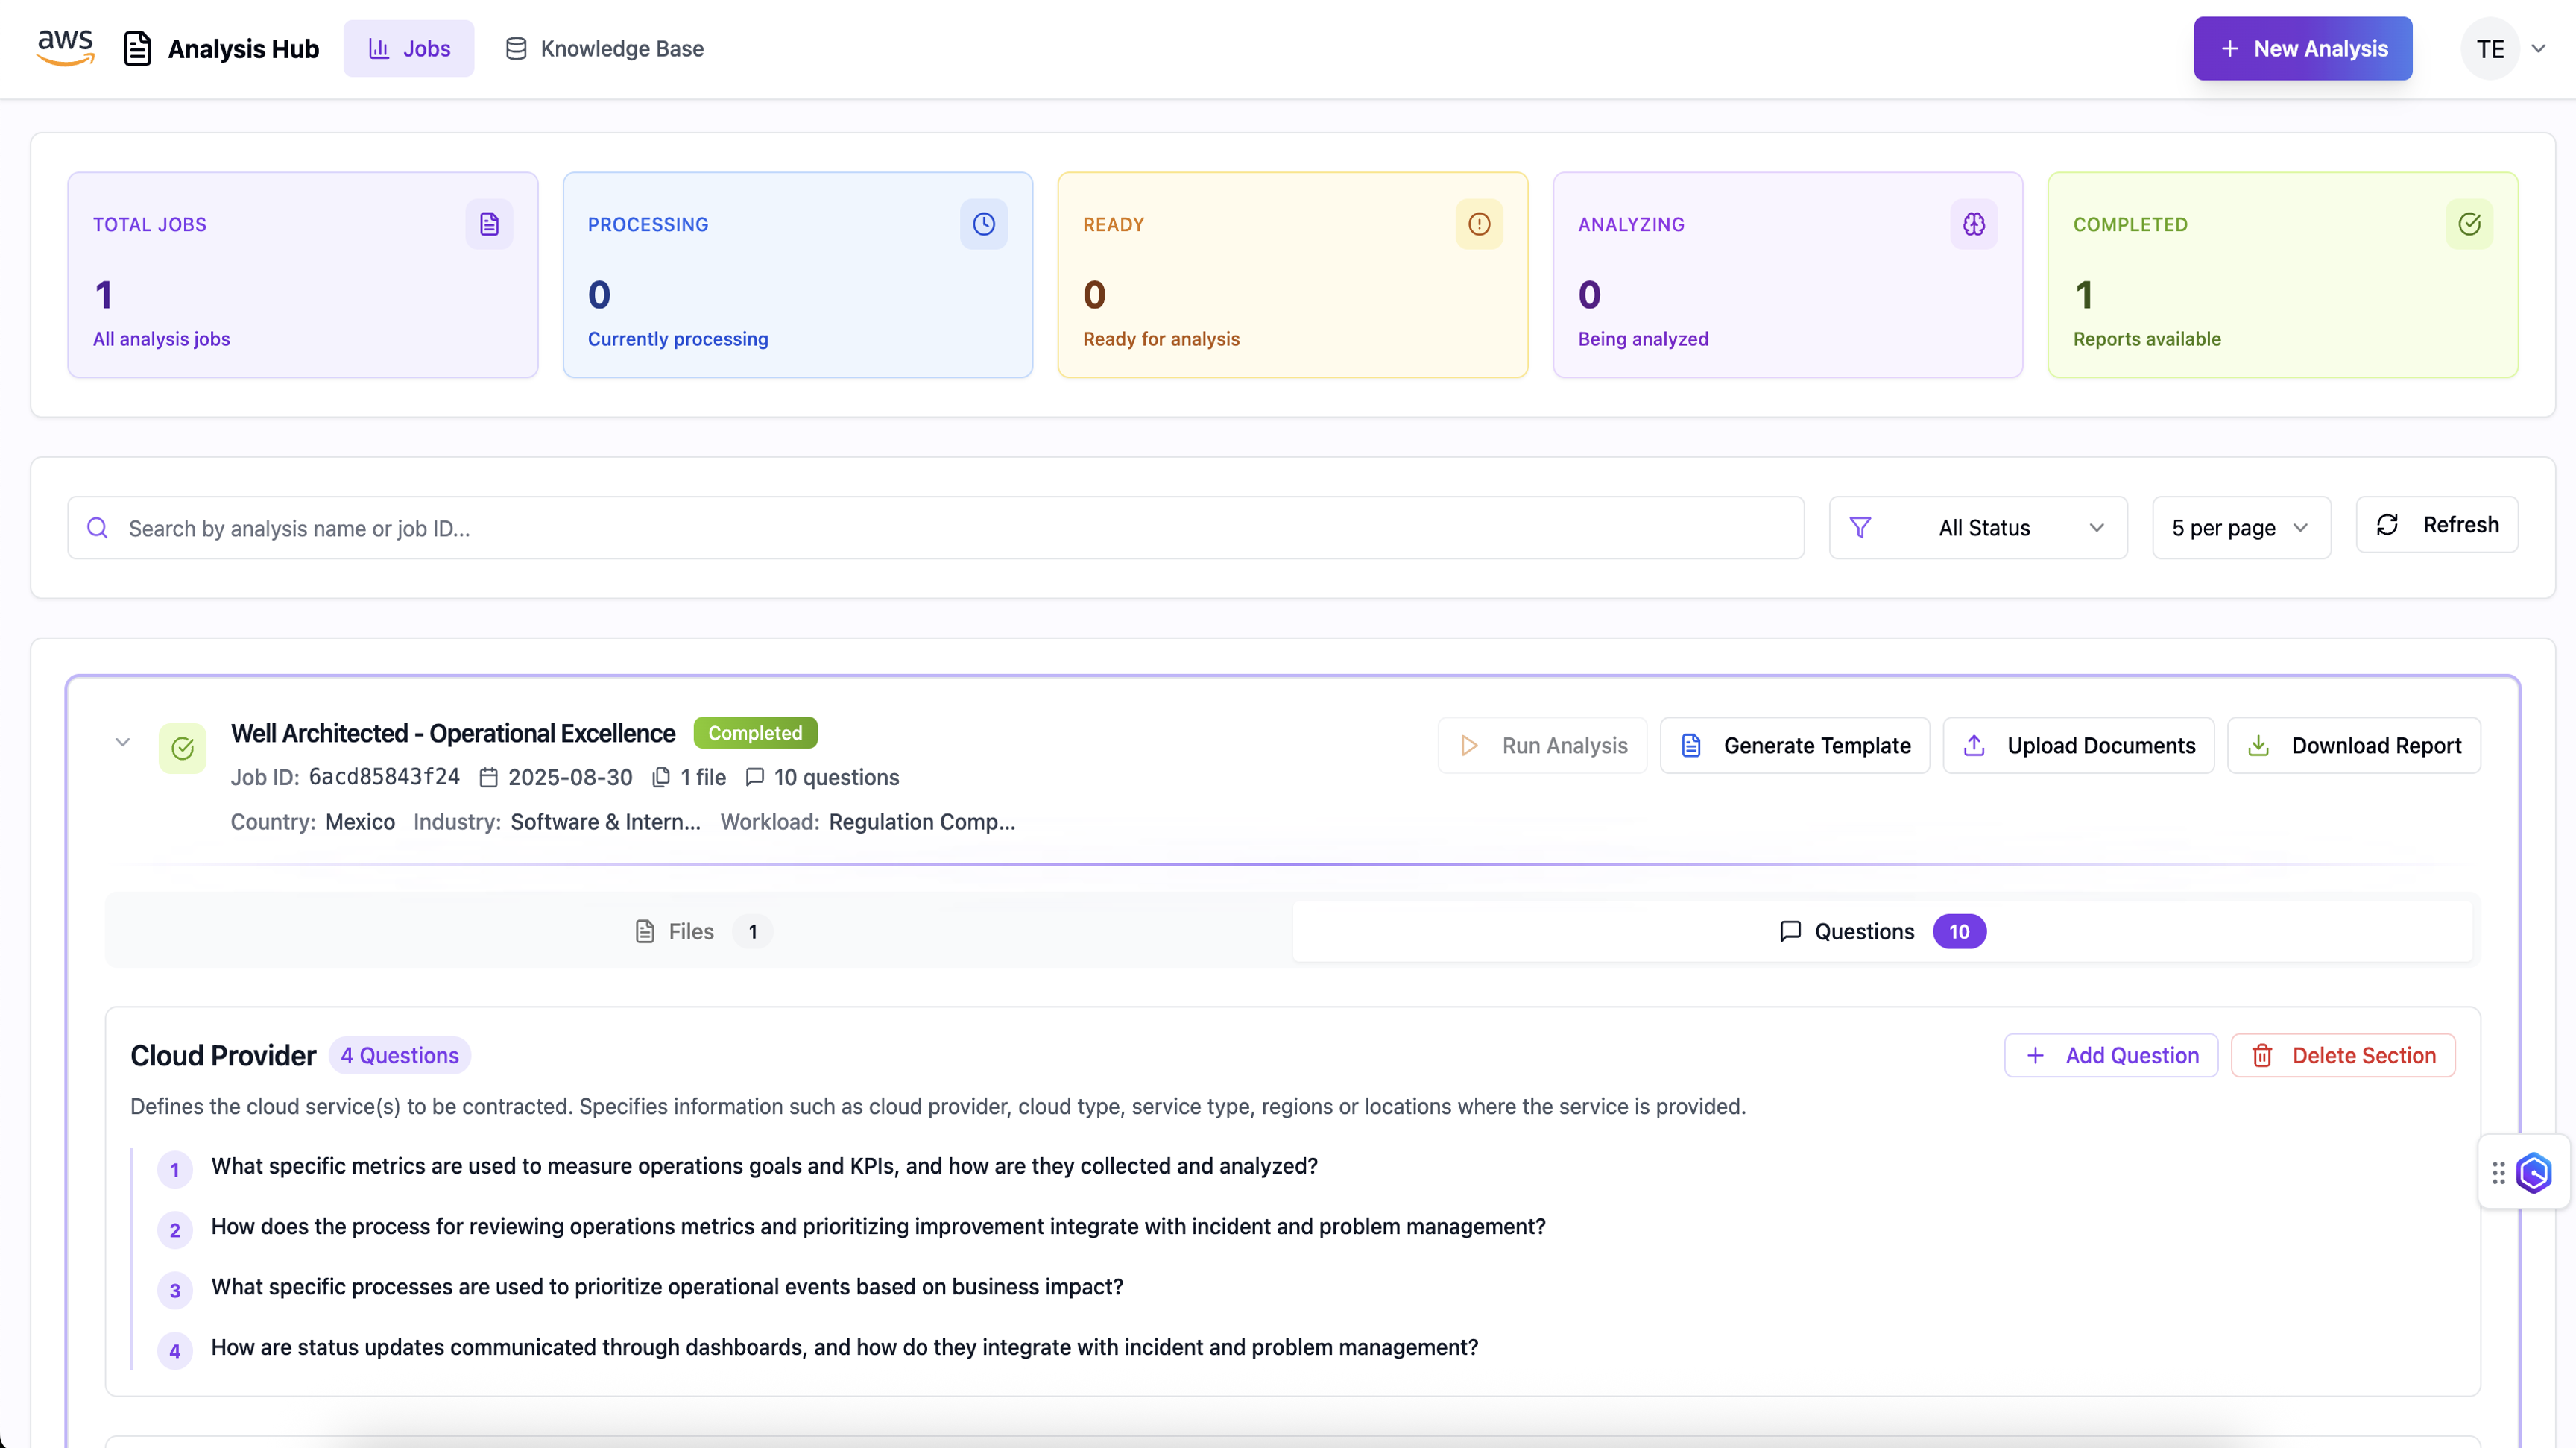 aws Analysis Hub Jobs Knowledge Base + New Analysis TE
TOTAL JOBS
1
All analysis jobs
PROCESSING
0
Currently processing
READY
0
Ready for analysis
ANALYZING
0
Being analyzed
COMPLETED
1
Reports available
Search by analysis name or job ID... All Status 5 per page Refresh
Well Architected - Operational Excellence Completed
Job ID: 6acd85843f24 2025-08-30 1 file 10 questions
Country: Mexico Industry: Software & Intern... Workload: Regulation Comp...
Run Analysis Generate Template Upload Documents Download Report
Files 1 Questions 10
Cloud Provider 4 Questions + Add Question Delete Section
Defines the cloud service(s) to be contracted. Specifies information such as cloud provider, cloud type, service type, regions or locations where the service is provided.
1 What specific metrics are used to measure operations goals and KPIs, and how are they collected and analyzed?
2 How does the process for reviewing operations metrics and prioritizing improvement integrate with incident and problem management?
3 What specific processes are used to prioritize operational events based on business impact?
4 How are status updates communicated through dashboards, and how do they integrate with incident and problem management?